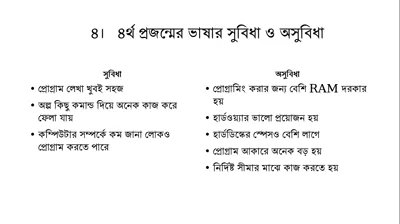 ৪। ৪র্থ প্রজন্মের ভাষার সুবিধা ও অসুবিধা
সুবিধা
• প্রোগ্রাম লেখা খুবই সহজ
• অল্প কিছু কমান্ড দিয়ে অনেক কাজ করে
ফেলা যায়
• কম্পিউটার সম্পর্কে কম জানা লোকও
প্রোগ্রাম করতে পারে
অসুবিধা
• প্রোগ্রামিং করার জন্য বেশি RAM দরকার
হয়
• হার্ডওয়্যার ভালো প্রয়োজন হয়
• হার্ডডিস্কের স্পেসও বেশি লাগে
• প্রোগ্রাম আকারে অনেক বড় হয়
• নির্দিষ্ট সীমার মাঝে কাজ করতে হয়